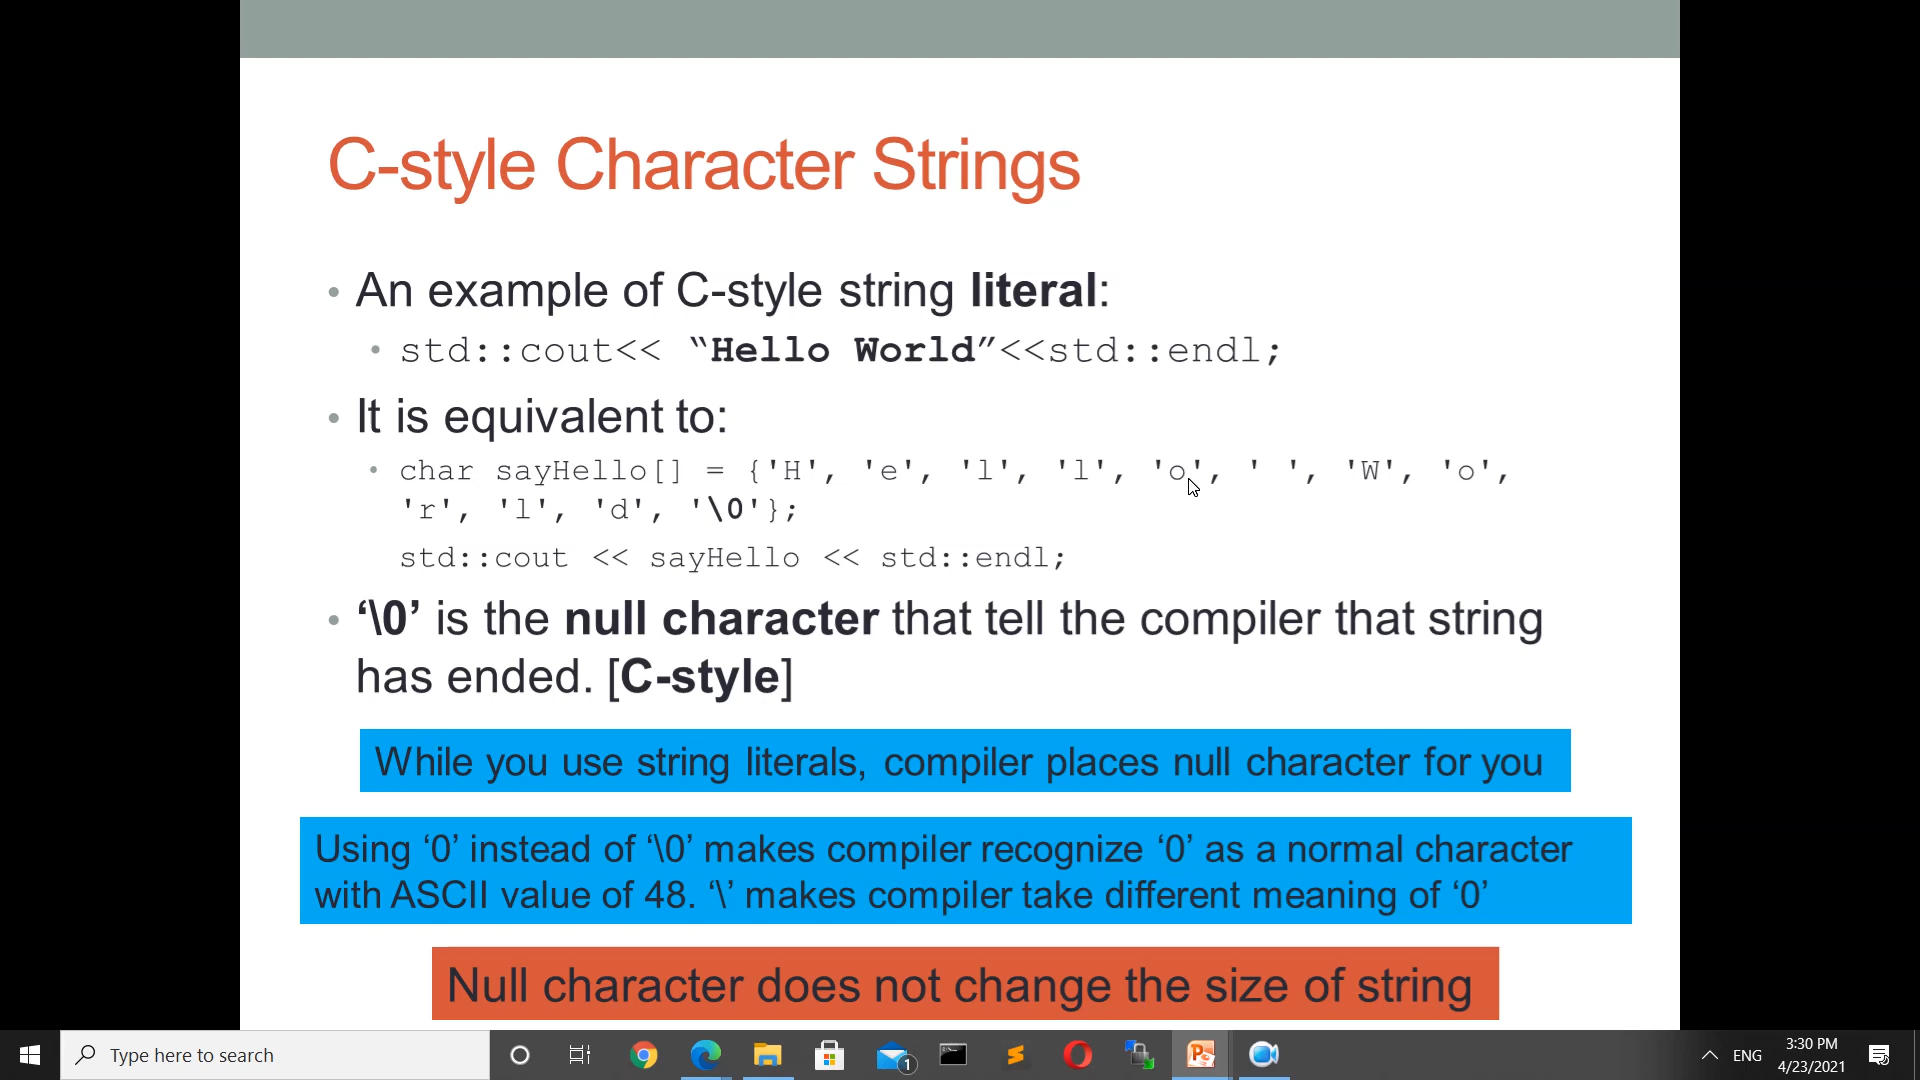 C-style Character Strings
• An example of C-style string literal:
• std::cout<< “Hello World”<<std::endl;
• It is equivalent to:
• char sayHello[] = {'H', 'e', 'l', 'l', 'o', ' ', 'W', 'o',
'r', 'l', 'd', '\0'};
std::cout << sayHello << std::endl;
• ‘\0’ is the null character that tell the compiler that string
has ended. [C-style]
While you use string literals, compiler places null character for you
Using ‘0’ instead of ‘\0’ makes compiler recognize ‘0’ as a normal character
with ASCII value of 48. ‘\’ makes compiler take different meaning of ‘0’
Null character does not change the size of string
Type here to search
1
ENG
3:30 PM
4/23/2021